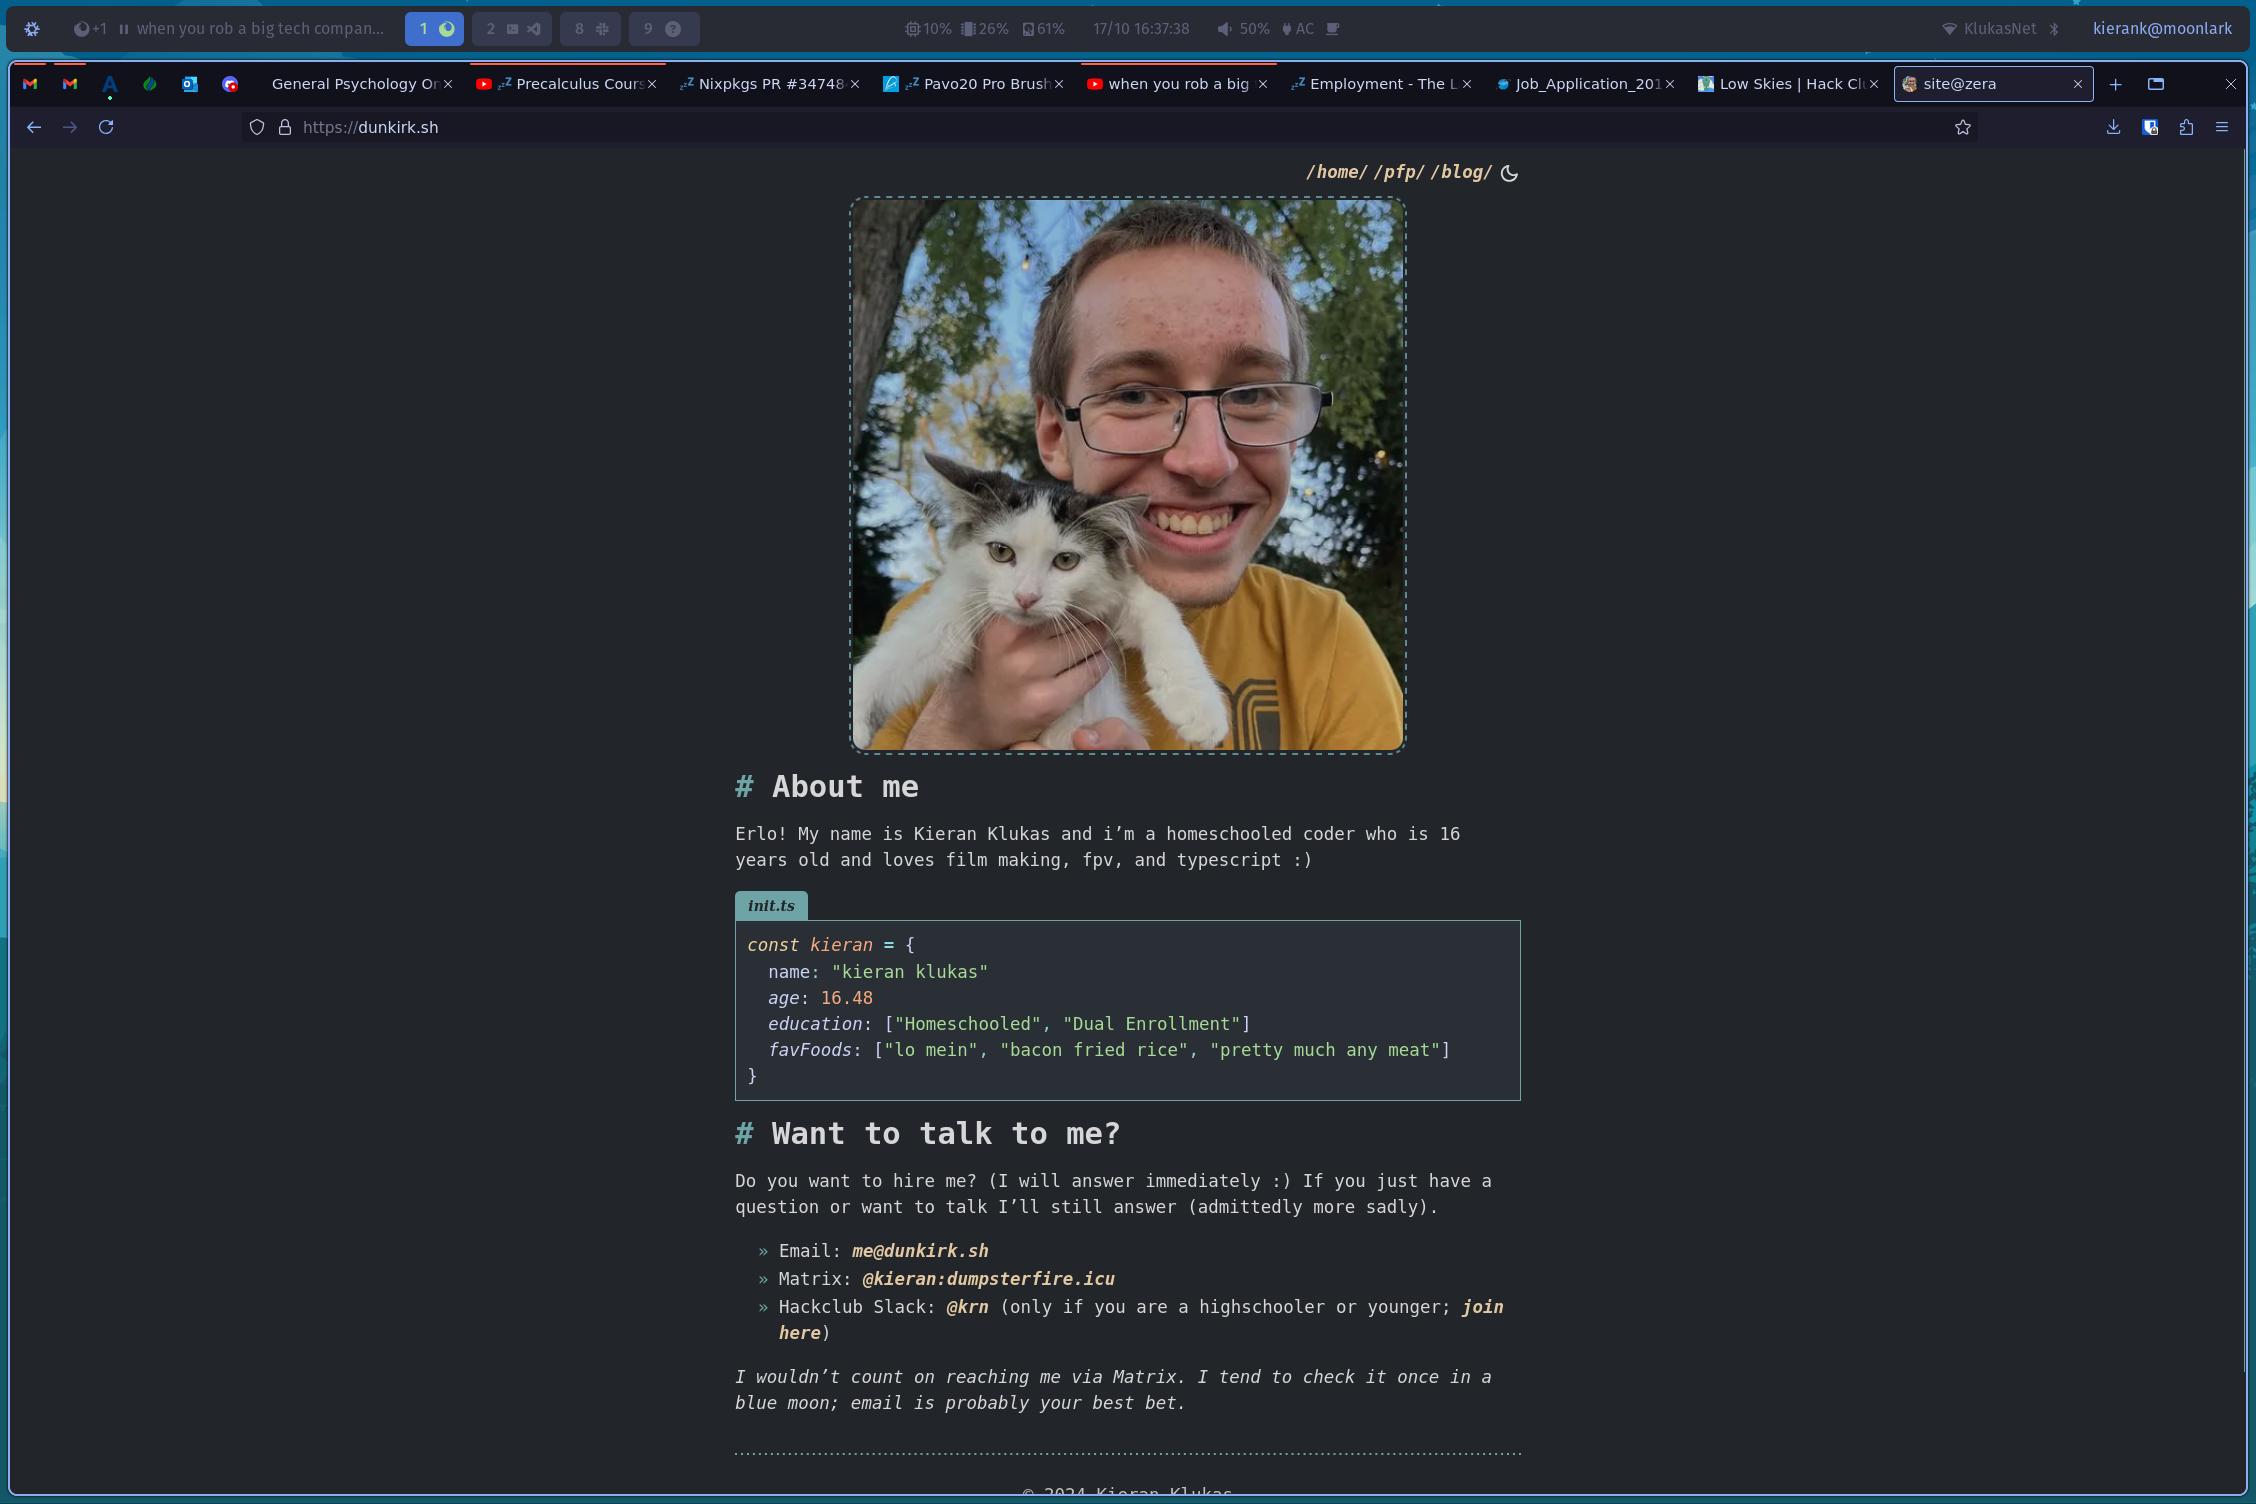 +1 when you rob a big tech compan... 1 2 8 9 10% 26% 61% 17/10 16:37:38 50% AC KlukasNet kierank@moonlark
General Psychology On Precalculus Cours Nixpkgs PR #34748 Pavo20 Pro Brush when you rob a big Employment - The L Job_Application_201 Low Skies | Hack Cl site@zera
https://dunkirk.sh
/home/ /pfp/ /blog/
# About me
Erlo! My name is Kieran Klukas and i’m a homeschooled coder who is 16
years old and loves film making, fpv, and typescript :)
init.ts
const kieran = {
name: "kieran klukas"
age: 16.48
education: ["Homeschooled", "Dual Enrollment"]
favFoods: ["lo mein", "bacon fried rice", "pretty much any meat"]
}
# Want to talk to me?
Do you want to hire me? (I will answer immediately :) If you just have a
question or want to talk I’ll still answer (admittedly more sadly).
» Email: me@dunkirk.sh
» Matrix: @kieran:dumpsterfire.icu
» Hackclub Slack: @krn (only if you are a highschooler or younger; join
here)
I wouldn’t count on reaching me via Matrix. I tend to check it once in a
blue moon; email is probably your best bet.
© 2024 Kieran Klukas